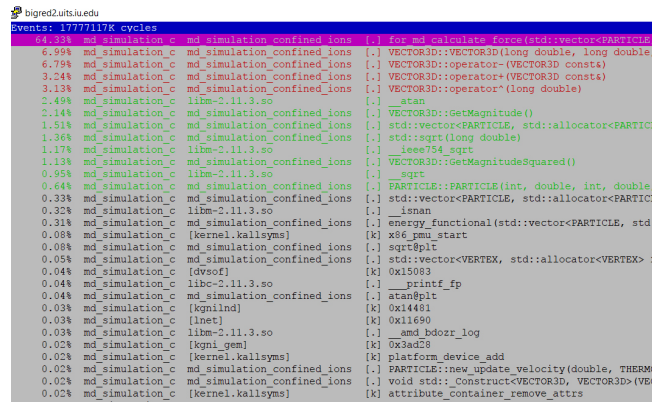 bigred2.uits.iu.edu
Events: 17777117K cycles
64.33% md_simulation_c md_simulation_confined_ions [.] for_md_calculate_force(std::vector<PARTICLE
6.99% md_simulation_c md_simulation_confined_ions [.] VECTOR3D::VECTOR3D(long double, long double
6.79% md_simulation_c md_simulation_confined_ions [.] VECTOR3D::operator-(VECTOR3D const&)
3.24% md_simulation_c md_simulation_confined_ions [.] VECTOR3D::operator+(VECTOR3D const&)
3.13% md_simulation_c md_simulation_confined_ions [.] VECTOR3D::operator^(long double)
2.49% md_simulation_c libm-2.11.3.so [.] __atan
2.14% md_simulation_c md_simulation_confined_ions [.] VECTOR3D::GetMagnitude()
1.51% md_simulation_c md_simulation_confined_ions [.] std::vector<PARTICLE, std::allocator<PARTIC
1.36% md_simulation_c md_simulation_confined_ions [.] std::sqrt(long double)
1.17% md_simulation_c libm-2.11.3.so [.] __ieee754_sqrt
1.13% md_simulation_c md_simulation_confined_ions [.] VECTOR3D::GetMagnitudeSquared()
0.95% md_simulation_c libm-2.11.3.so [.] __sqrt
0.64% md_simulation_c md_simulation_confined_ions [.] PARTICLE::PARTICLE(int, double, int, double
0.33% md_simulation_c md_simulation_confined_ions [.] std::vector<PARTICLE, std::allocator<PARTIC
0.32% md_simulation_c libm-2.11.3.so [.] __isnan
0.31% md_simulation_c md_simulation_confined_ions [.] energy_functional(std::vector<PARTICLE, std
0.08% md_simulation_c [kernel.kallsyms] [k] x86_pmu_start
0.08% md_simulation_c md_simulation_confined_ions [.] sqrt@plt
0.05% md_simulation_c md_simulation_confined_ions [.] std::vector<VERTEX, std::allocator<VERTEX>
0.04% md_simulation_c [dvsof] [k] 0x15083
0.04% md_simulation_c libc-2.11.3.so [.] ___printf_fp
0.04% md_simulation_c md_simulation_confined_ions [.] atan@plt
0.03% md_simulation_c [kgnilnd] [k] 0x14481
0.03% md_simulation_c [lnet] [k] 0x11690
0.03% md_simulation_c libm-2.11.3.so [.] __amd_bdozr_log
0.02% md_simulation_c [kgni_gem] [k] 0x3ad28
0.02% md_simulation_c [kernel.kallsyms] [k] platform_device_add
0.02% md_simulation_c md_simulation_confined_ions [.] PARTICLE::new_update_velocity(double, THERM
0.02% md_simulation_c md_simulation_confined_ions [.] void std::_Construct<VECTOR3D, VECTOR3D>(VE
0.02% md_simulation_c [kernel.kallsyms] [k] attribute_container_remove_attrs